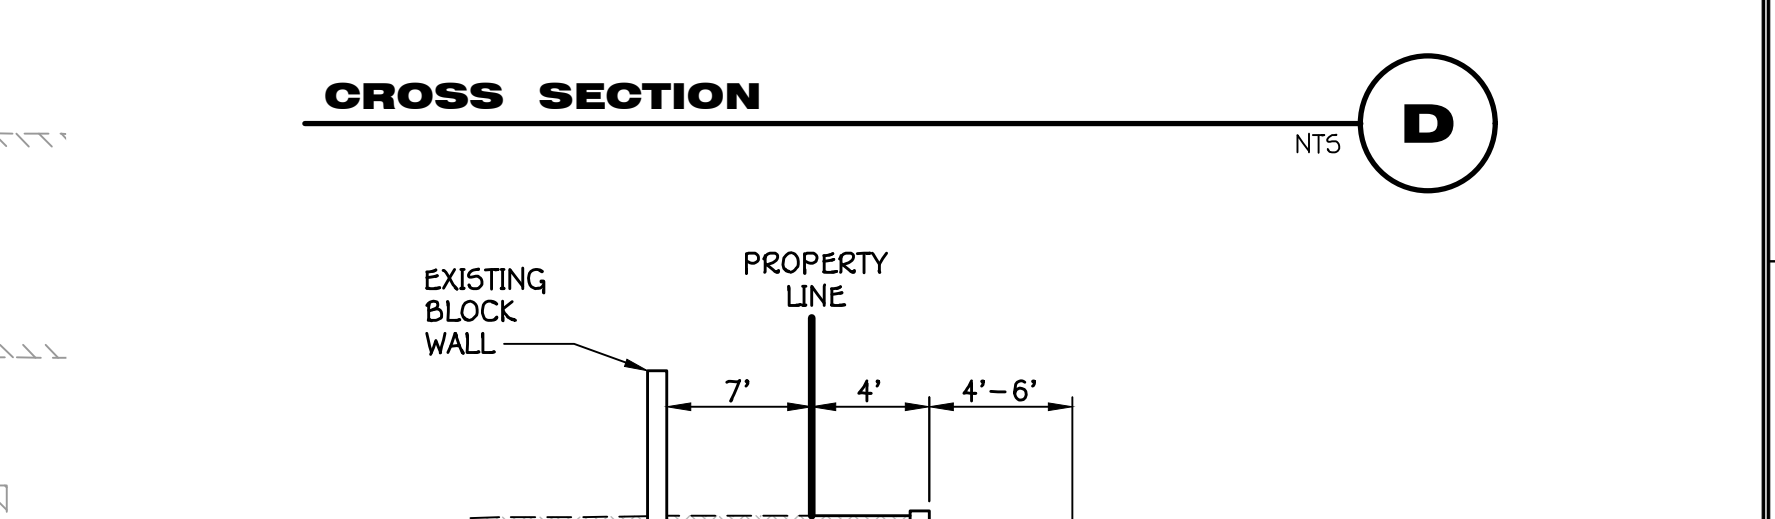 CROSS SECTION
D
NTS
PROPERTY
LINE
EXISTING
BLOCK
WALL
7'
4'
4'-6'